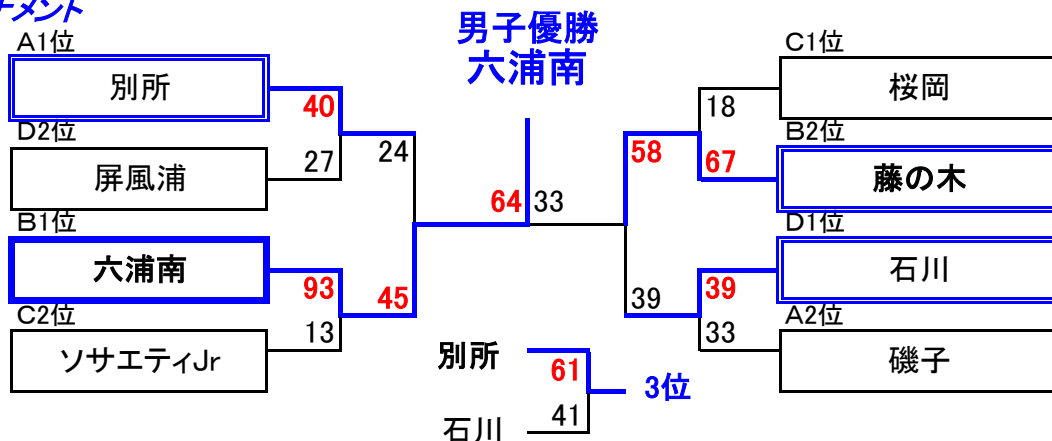 ナメント
男子優勝
六浦南
A1位
別所
40
D2位
屏風浦
27
24
B1位
六浦南
93
45
C2位
ソサエティJr
13
64
33
C1位
桜岡
18
58
67
B2位
藤の木
D1位
石川
39
39
A2位
磯子
33
別所
61
3位
41
石川